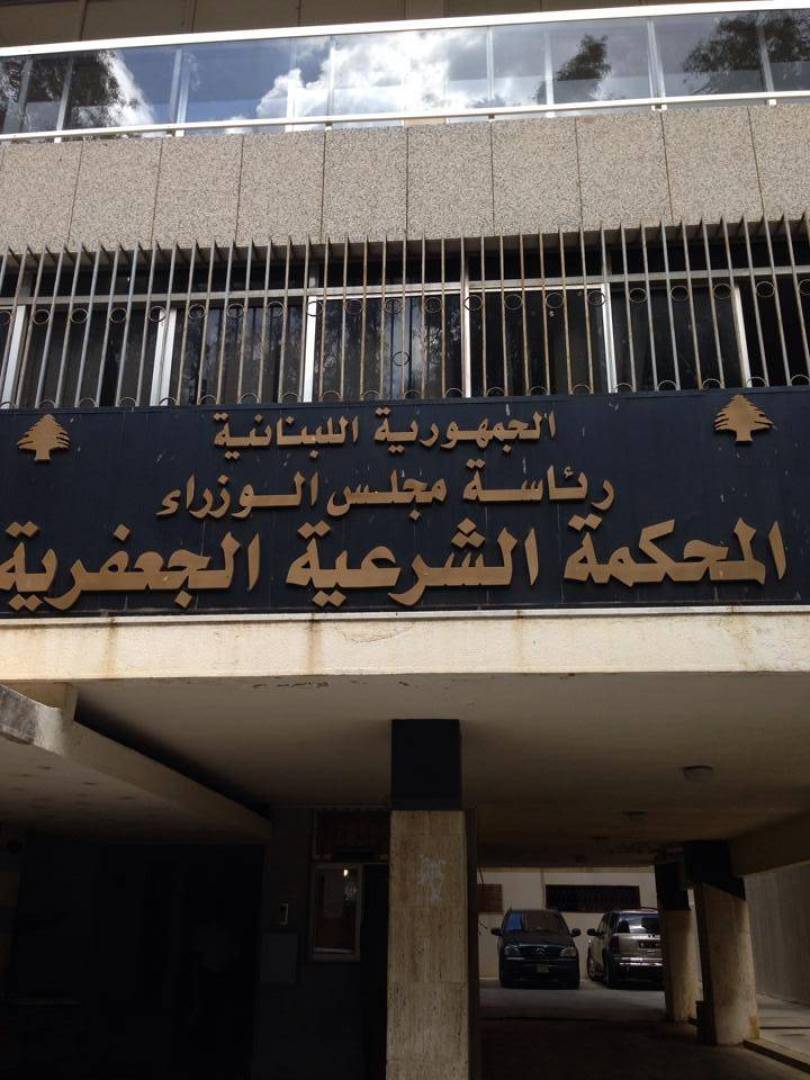 الجمهورية اللبنانية
رئاسة مجلس الوزراء
المحكمة الشرعية الجعفرية